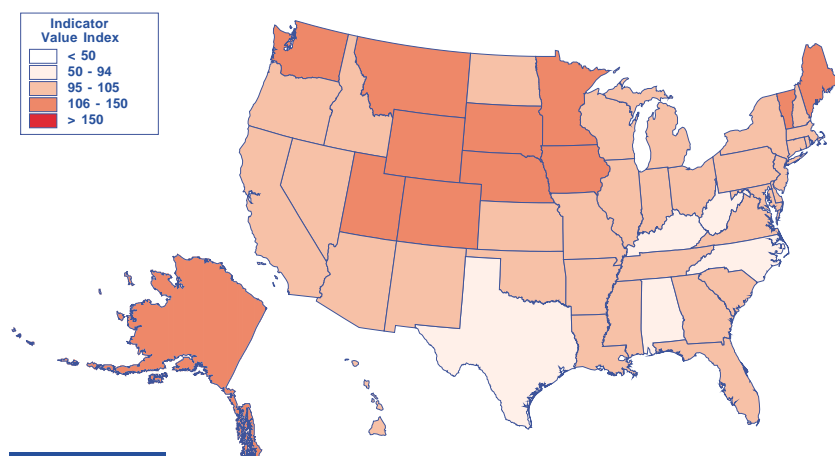 Indicator
Value Index
< 50
50 - 94
95 - 105
106 - 150
> 150